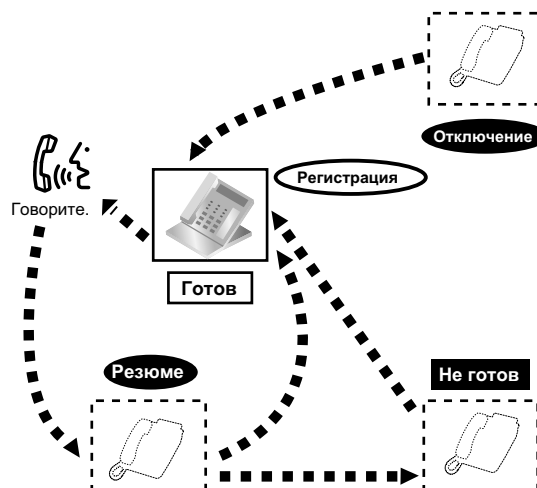 Отключение
Регистрация
Говорите.
Готов
Резюме
Не готов